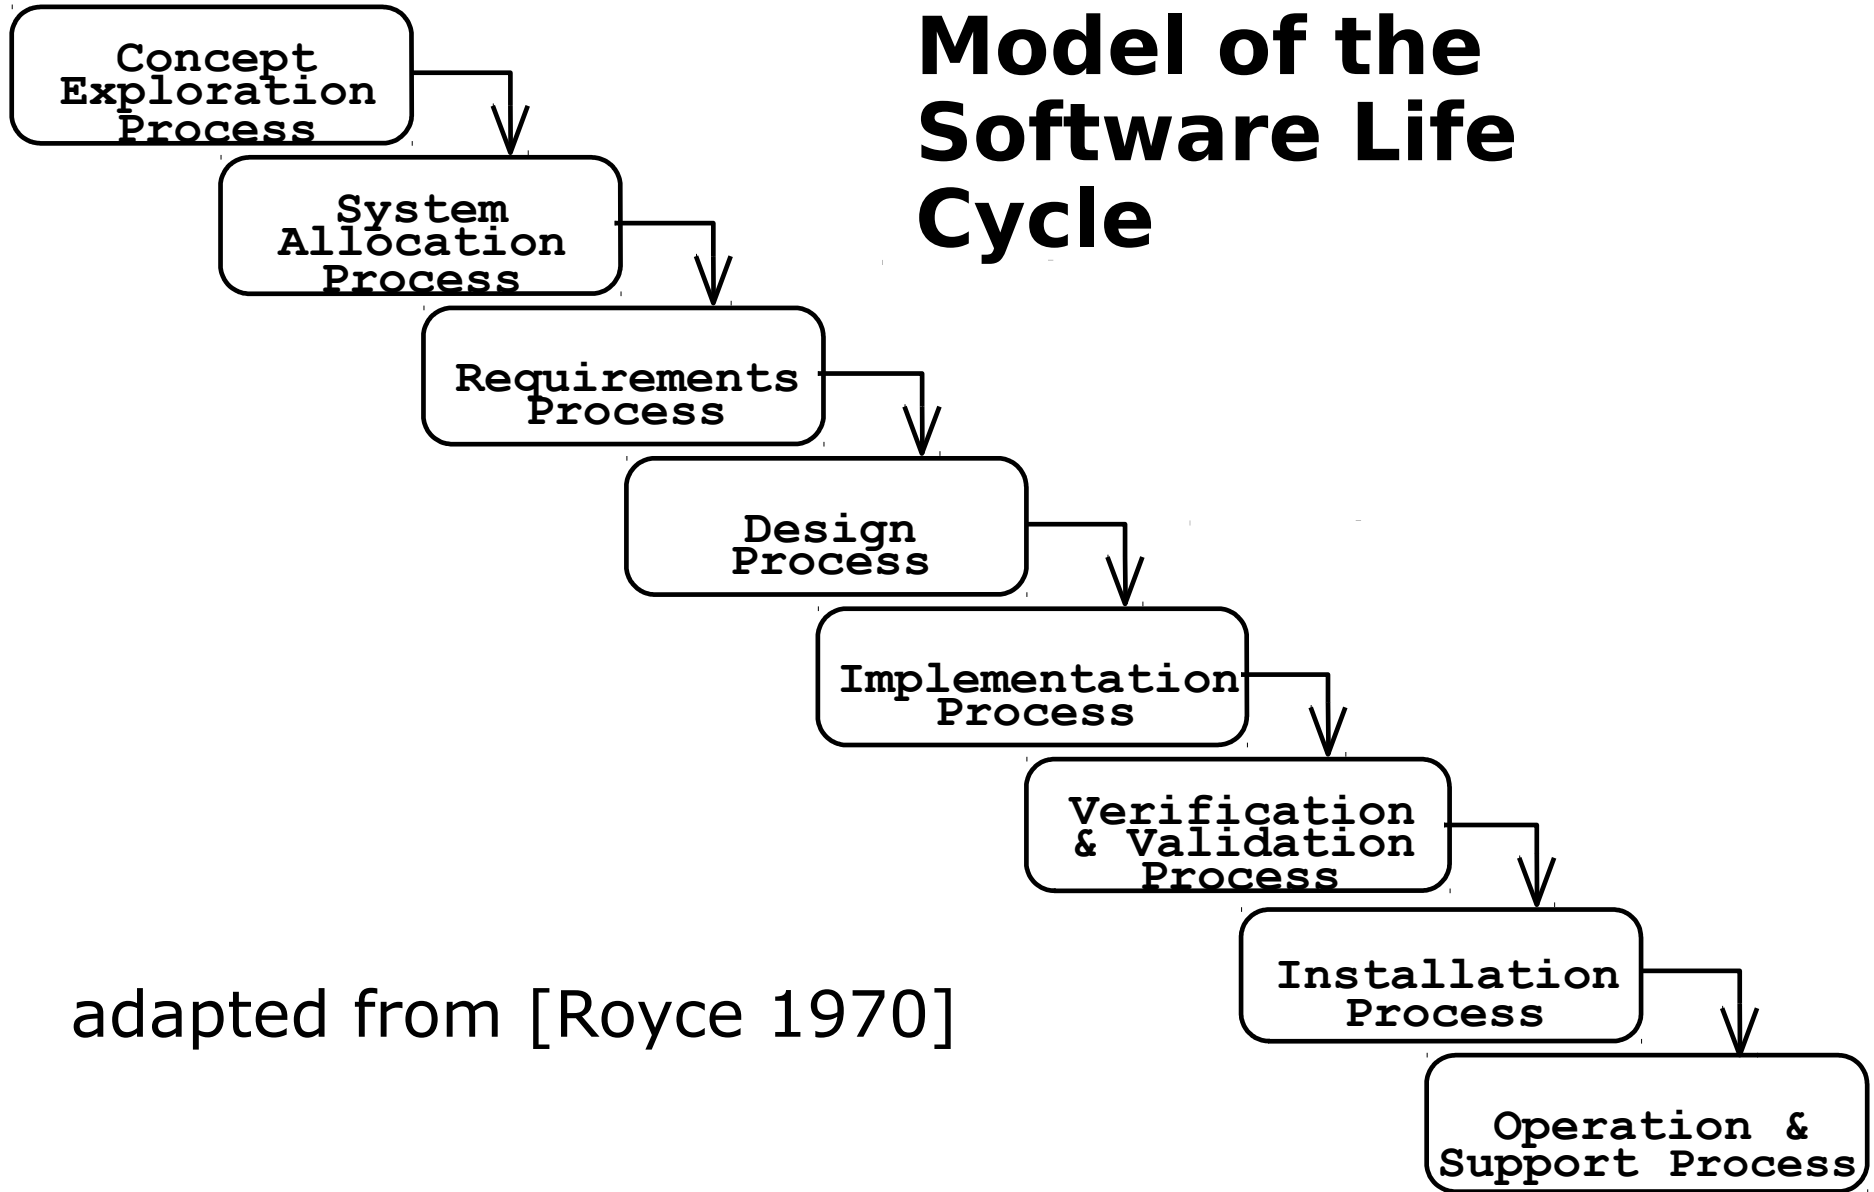 Model of the
Software Life
Cycle
Concept
Exploration
Process
System
Allocation
Process
Requirements
Process
Design
Process
Implementation
Process
Verification
& Validation
Process
Installation
Process
Operation &
Support Process
adapted from [Royce 1970]